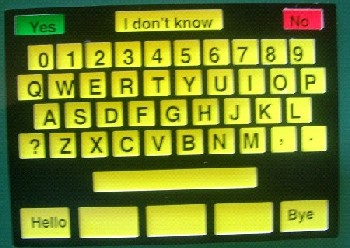 Yes I don't know No
0 1 2 3 4 5 6 7 8 9
Q W E R T Y U I O P
A S D F G H J K L
? Z X C V B N M , .
Hello Bye